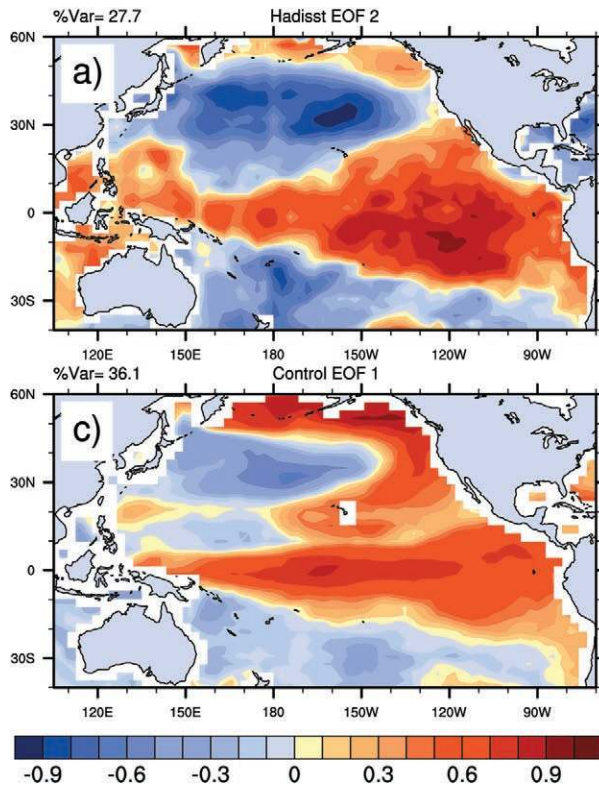 %Var= 27.7 Hadisst EOF 2
60N
a)
30N
0
30S
120E 150E 180 150W 120W 90W
%Var= 36.1 Control EOF 1
60N
c)
30N
0
30S
120E 150E 180 150W 120W 90W
-0.9 -0.6 -0.3 0 0.3 0.6 0.9